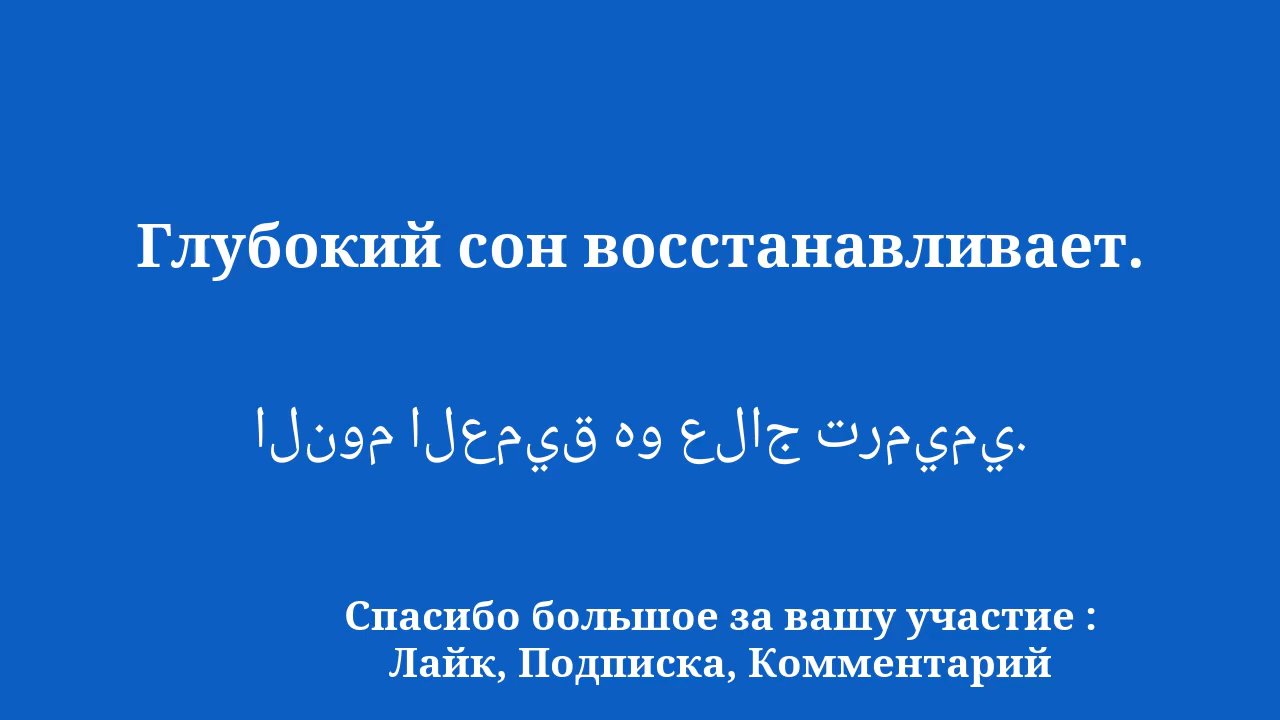 Глубокий сон восстанавливает.
النوم العميق هو علاج ترميمي.
Спасибо большое за вашу участие :
Лайк, Подписка, Комментарий